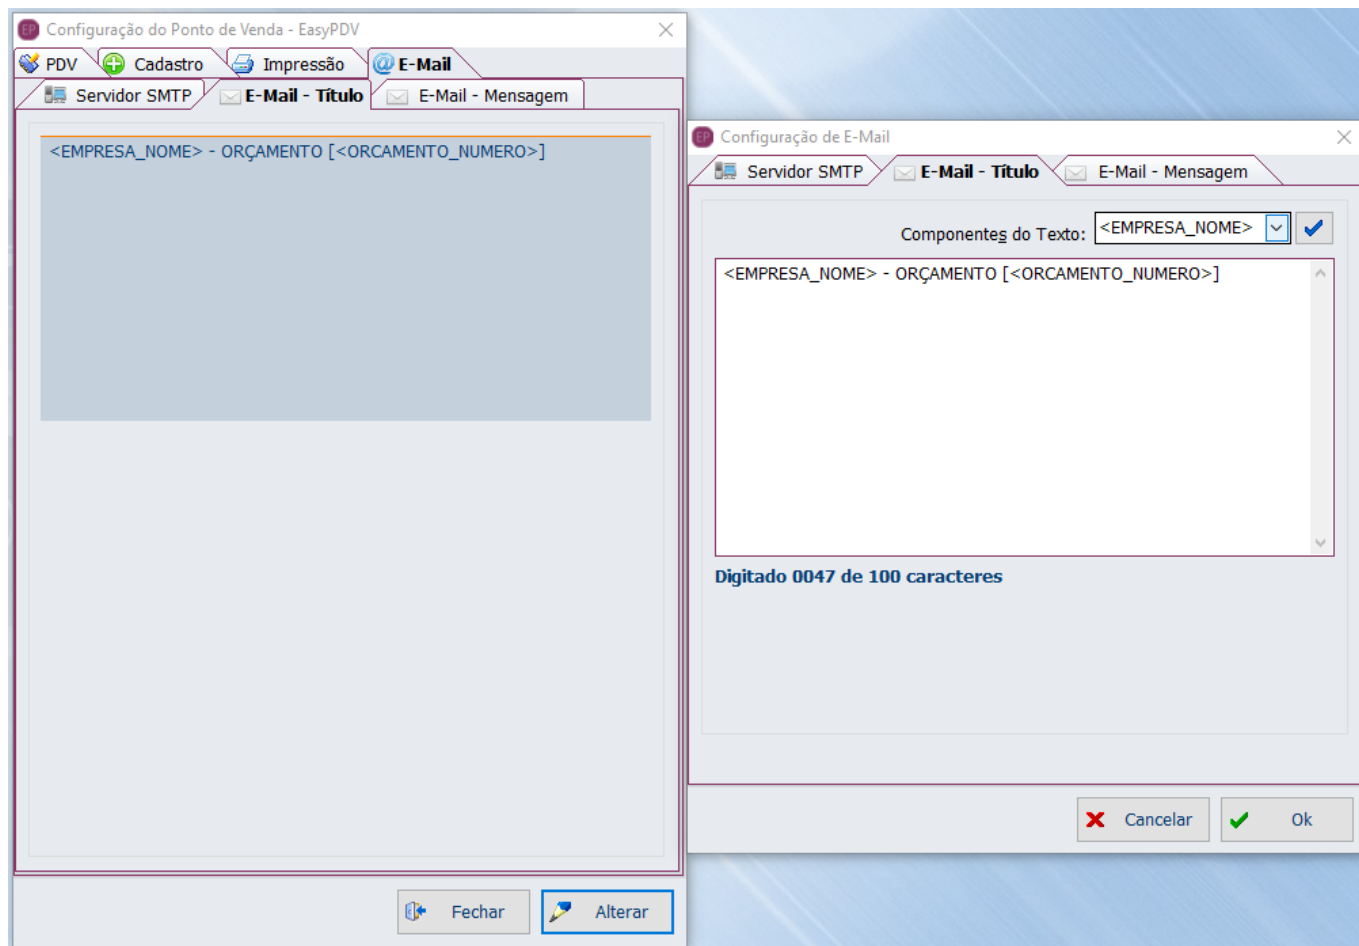 EP Configuração do Ponto de Venda - EasyPDV
PDV Cadastro Impressão E-Mail
Servidor SMTP E-Mail - Título E-Mail - Mensagem
<EMPRESA_NOME> - ORÇAMENTO [<ORCAMENTO_NUMERO>]
Fechar Alterar
EP Configuração de E-Mail
Servidor SMTP E-Mail - Título E-Mail - Mensagem
Componentes do Texto: <EMPRESA_NOME>
<EMPRESA_NOME> - ORÇAMENTO [<ORCAMENTO_NUMERO>]
Digitado 0047 de 100 caracteres
Cancelar Ok